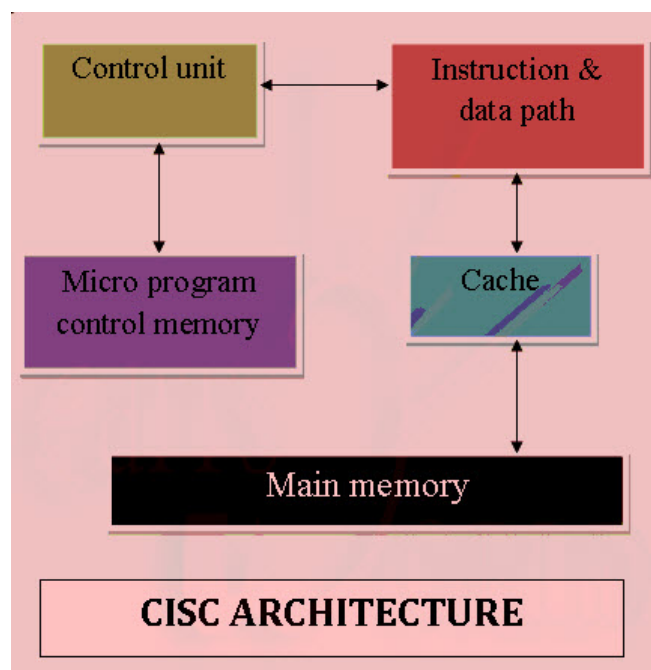 Control unit
Instruction &
data path
Micro program
control memory
Cache
Main memory
CISC ARCHITECTURE